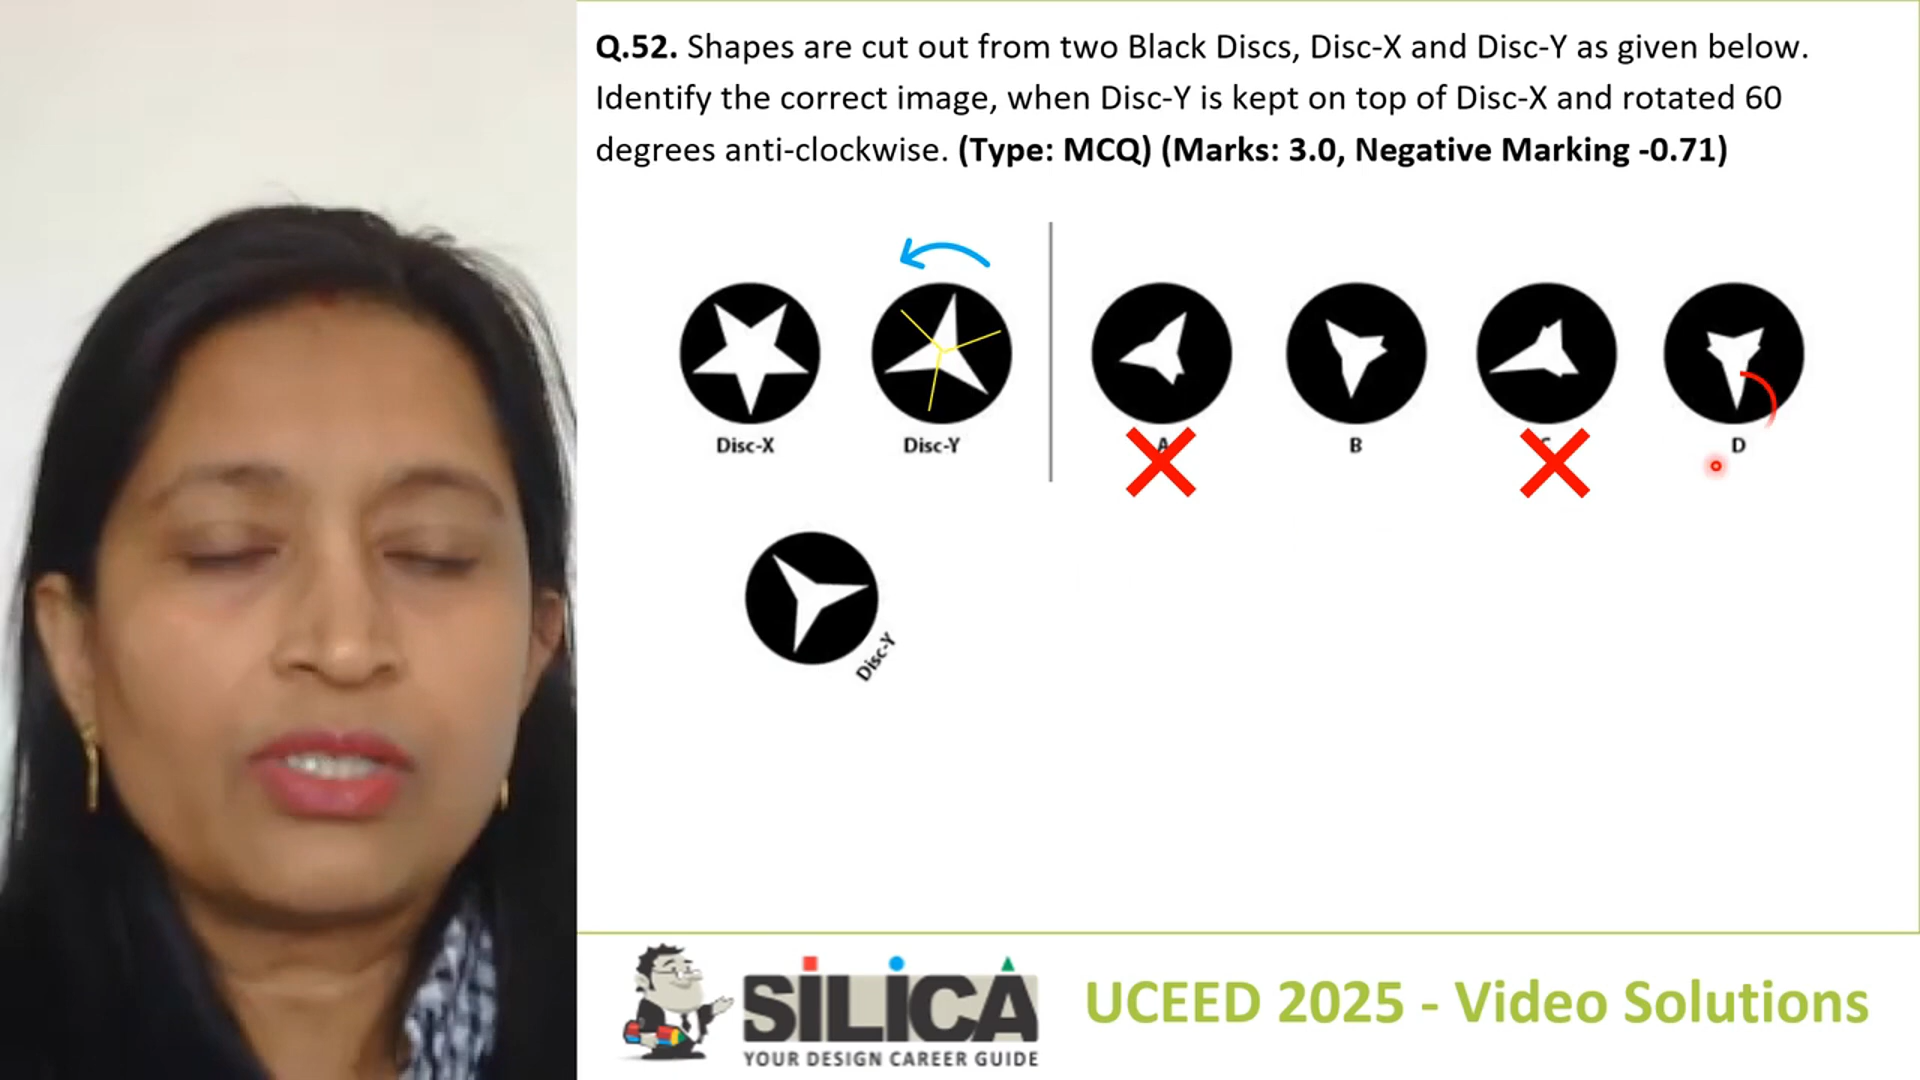 Q.52. Shapes are cut out from two Black Discs, Disc-X and Disc-Y as given below.
Identify the correct image, when Disc-Y is kept on top of Disc-X and rotated 60
degrees anti-clockwise. (Type: MCQ) (Marks: 3.0, Negative Marking -0.71)
Disc-X
Disc-Y
A
B
C
D
Disc-Y
SILICA
YOUR DESIGN CAREER GUIDE
UCEED 2025 - Video Solutions